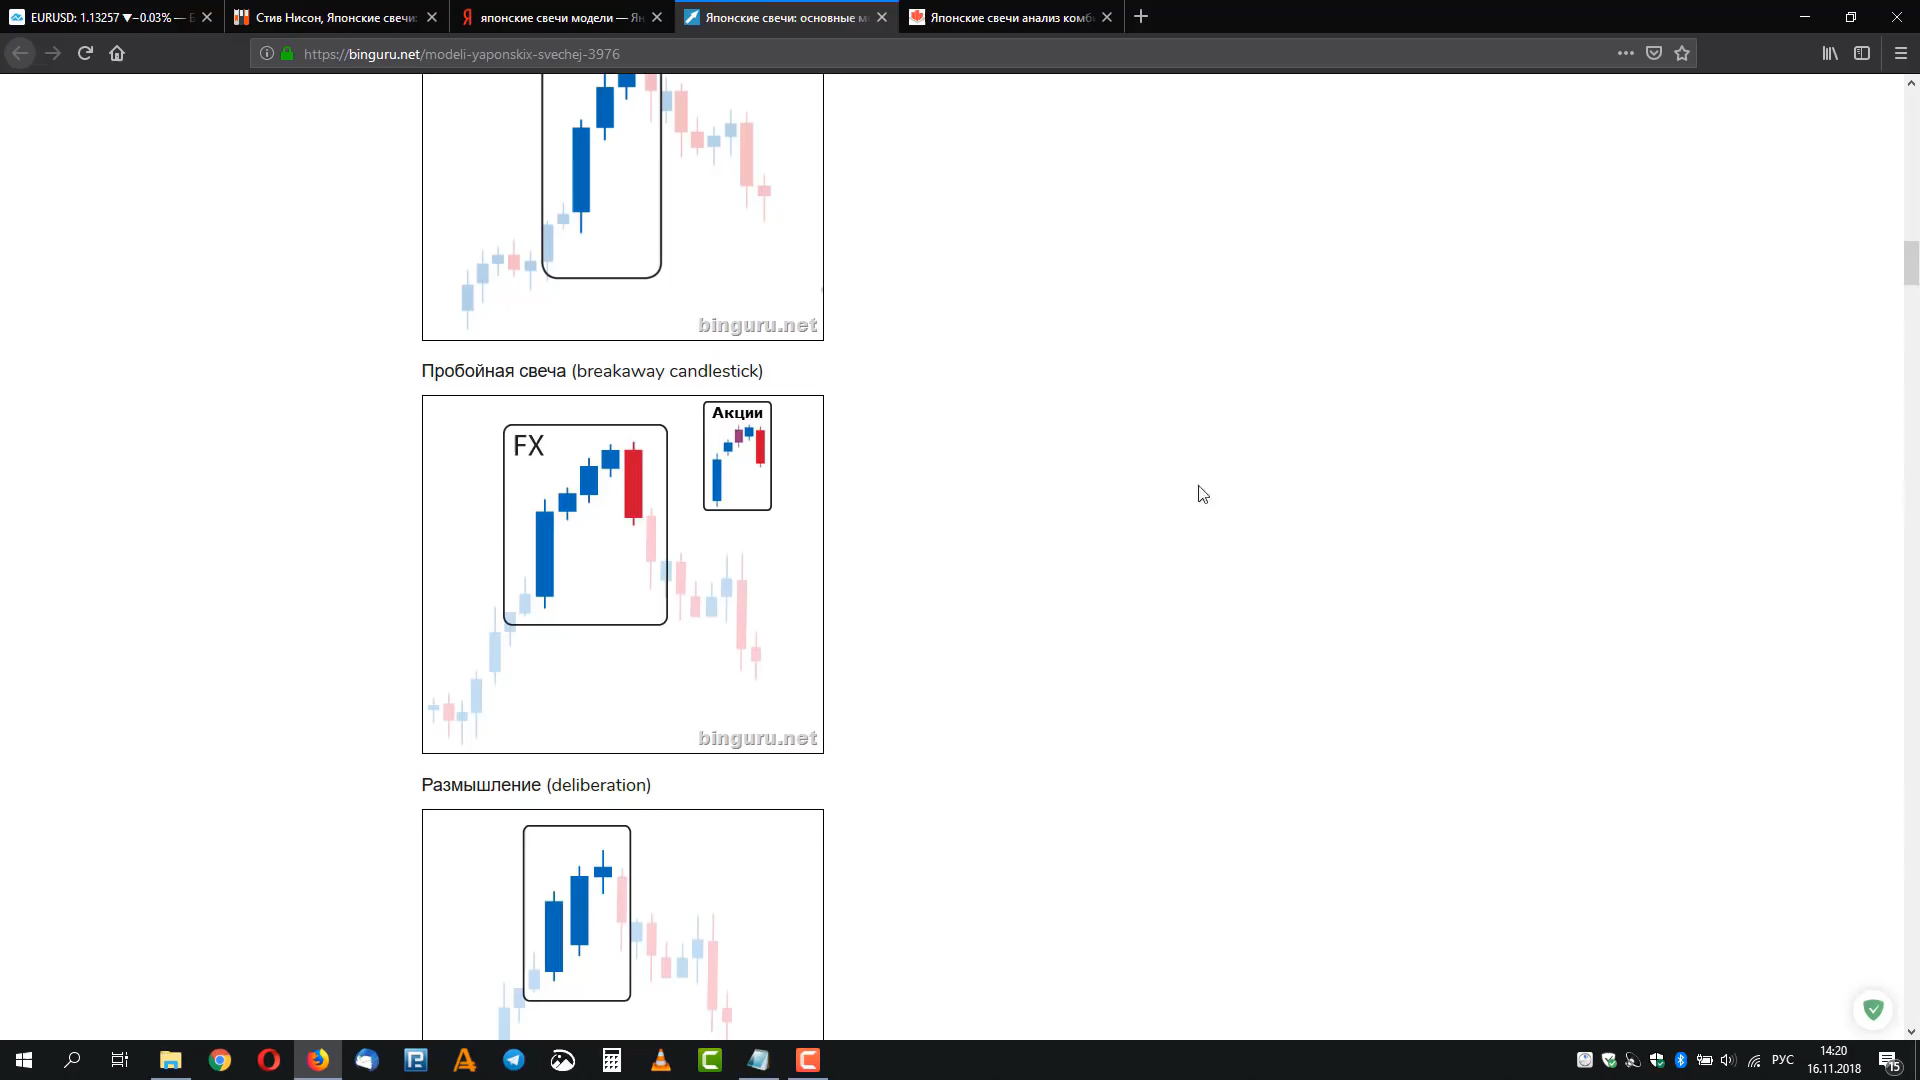 EURUSD: 1.13257 ▼−0.03% — Б
Стив Нисон, Японские свечи:
японские свечи модели — Ян
Японские свечи: основные м
Японские свечи анализ комб
https://binguru.net/modeli-yaponskix-svechej-3976
binguru.net
Пробойная свеча (breakaway candlestick)
FX
Акции
binguru.net
Размышление (deliberation)
РУС
14:20
16.11.2018
15